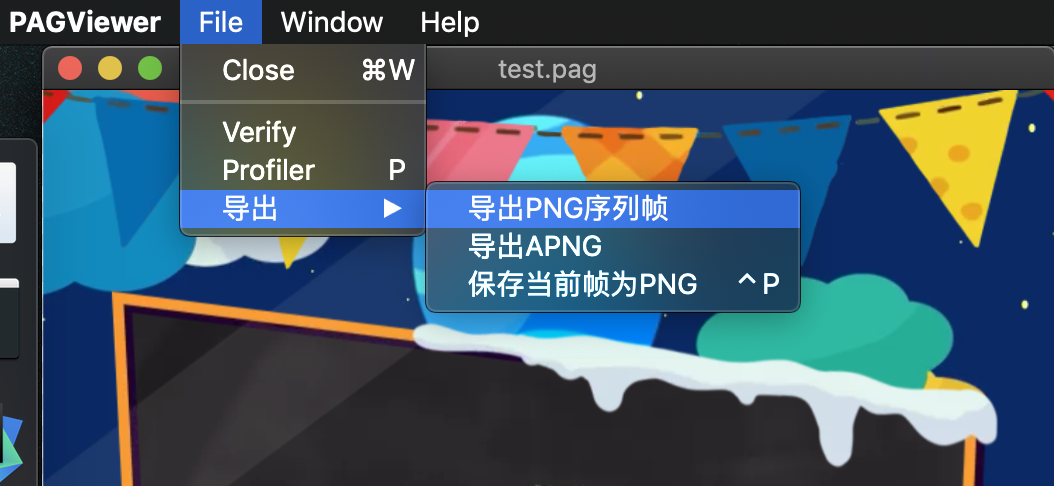 PAGViewer File Window Help
test.pag
Close ⌘W
Verify
Profiler P
导出 ▶
导出PNG序列帧
导出APNG
保存当前帧为PNG ^ P